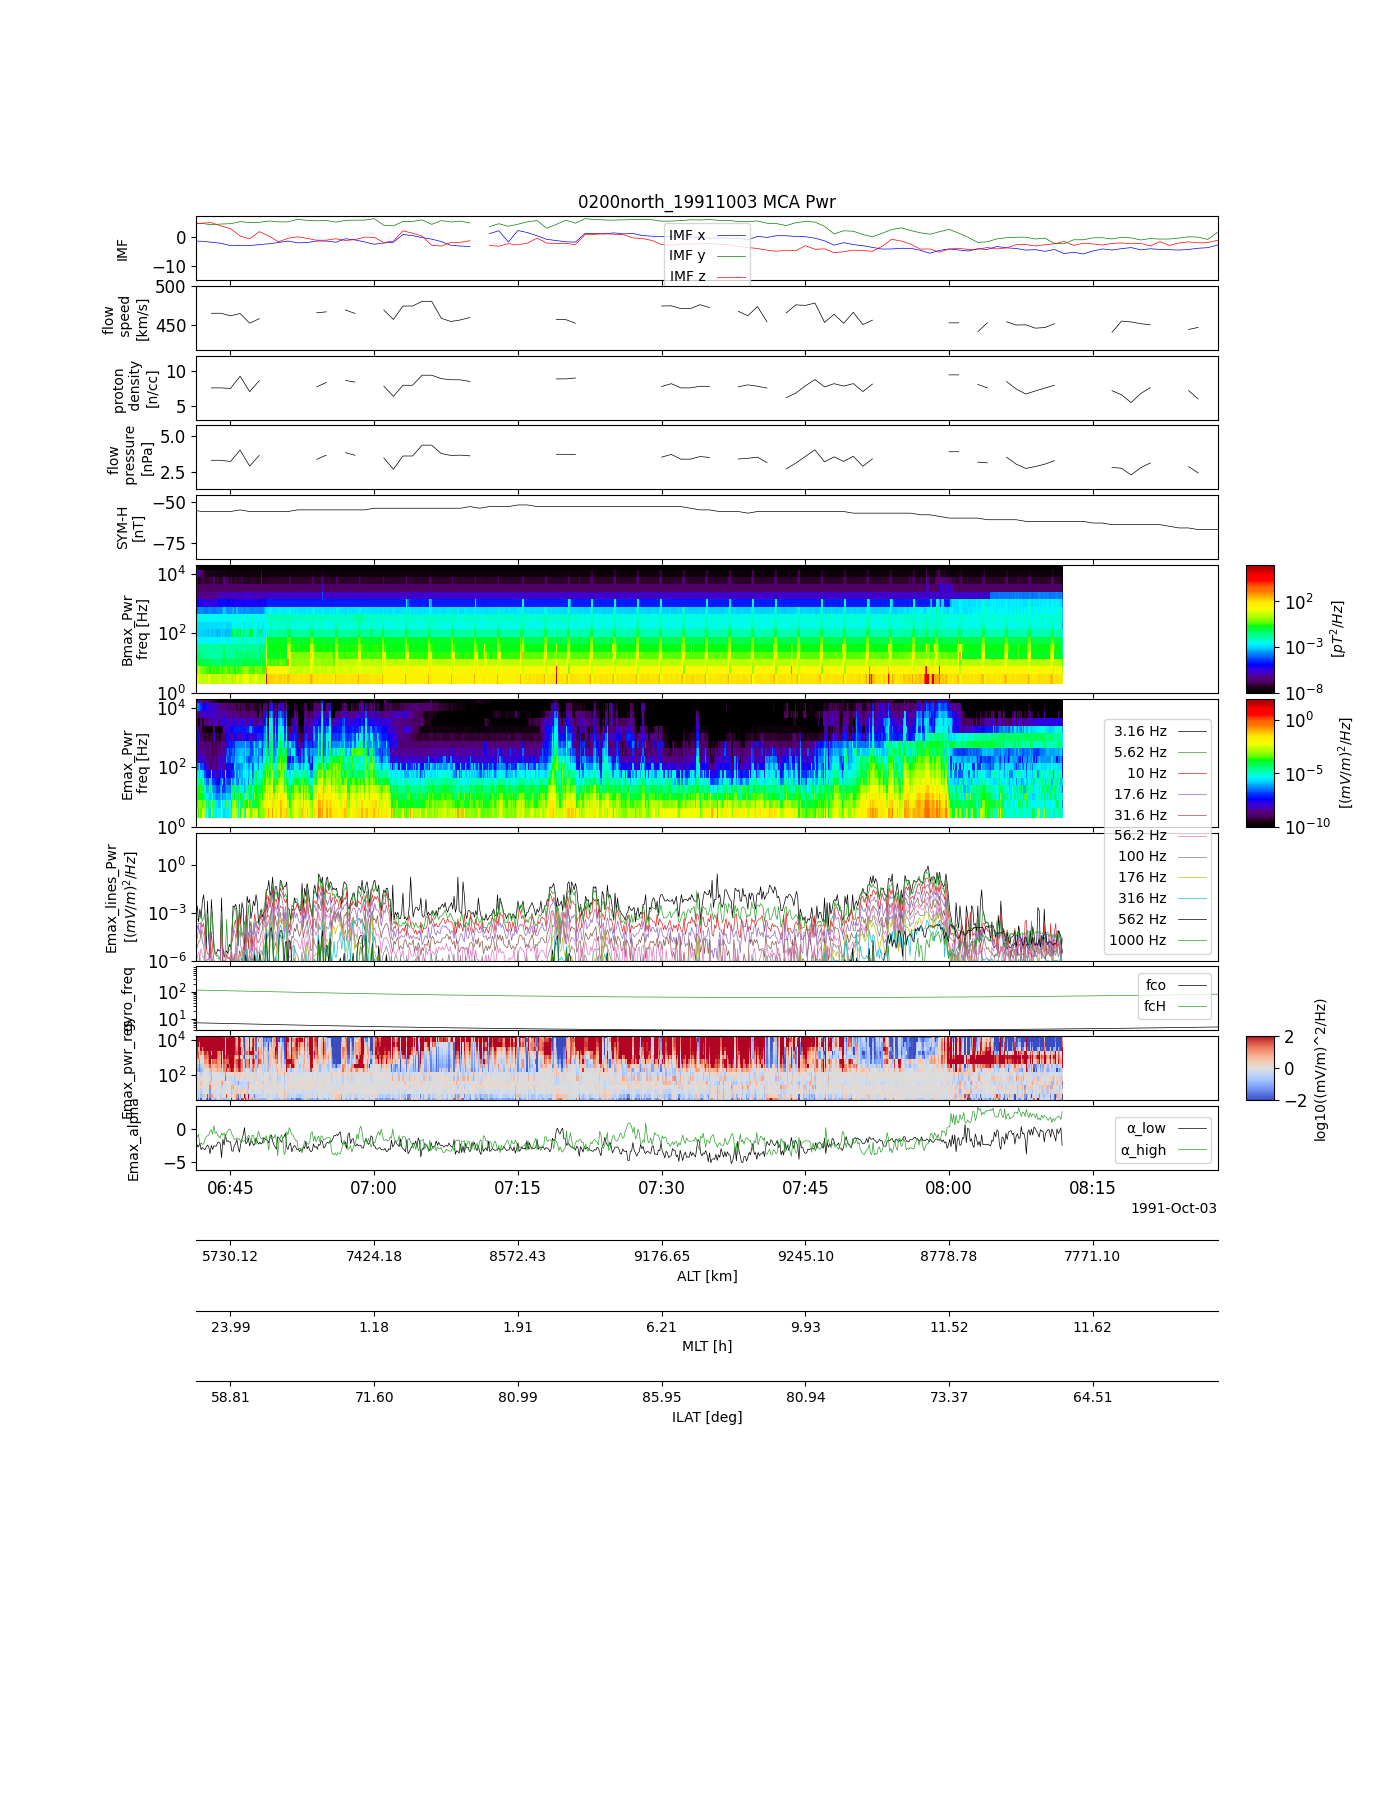 0200north_19911003 MCA Pwr
IMF
0
−10
IMF x
IMF y
IMF z
flow
speed
[km/s]
500
450
proton
density
[n/cc]
10
5
flow
pressure
[nPa]
5.0
2.5
SYM-H
[nT]
−50
−75
Bmax_Pwr
freq [Hz]
10^4
10^2
10^0
10^2
10^−3
10^−8
[pT^2/Hz]
Emax_Pwr
freq [Hz]
10^4
10^2
10^0
10^0
10^−5
10^−10
[(mV/m)^2/Hz]
3.16 Hz
5.62 Hz
10 Hz
17.6 Hz
31.6 Hz
56.2 Hz
100 Hz
176 Hz
316 Hz
562 Hz
1000 Hz
Emax_lines_Pwr
[(mV/m)^2/Hz]
10^0
10^−3
10^−6
gyro_freq
10^2
10^1
fco
fcH
Emax_pwr_reg
10^4
10^2
2
0
−2
log10((mV/m)^2/Hz)
Emax_alpha
0
−5
α_low
α_high
06:45 07:00 07:15 07:30 07:45 08:00 08:15
1991-Oct-03
5730.12 7424.18 8572.43 9176.65 9245.10 8778.78 7771.10
ALT [km]
23.99 1.18 1.91 6.21 9.93 11.52 11.62
MLT [h]
58.81 71.60 80.99 85.95 80.94 73.37 64.51
ILAT [deg]